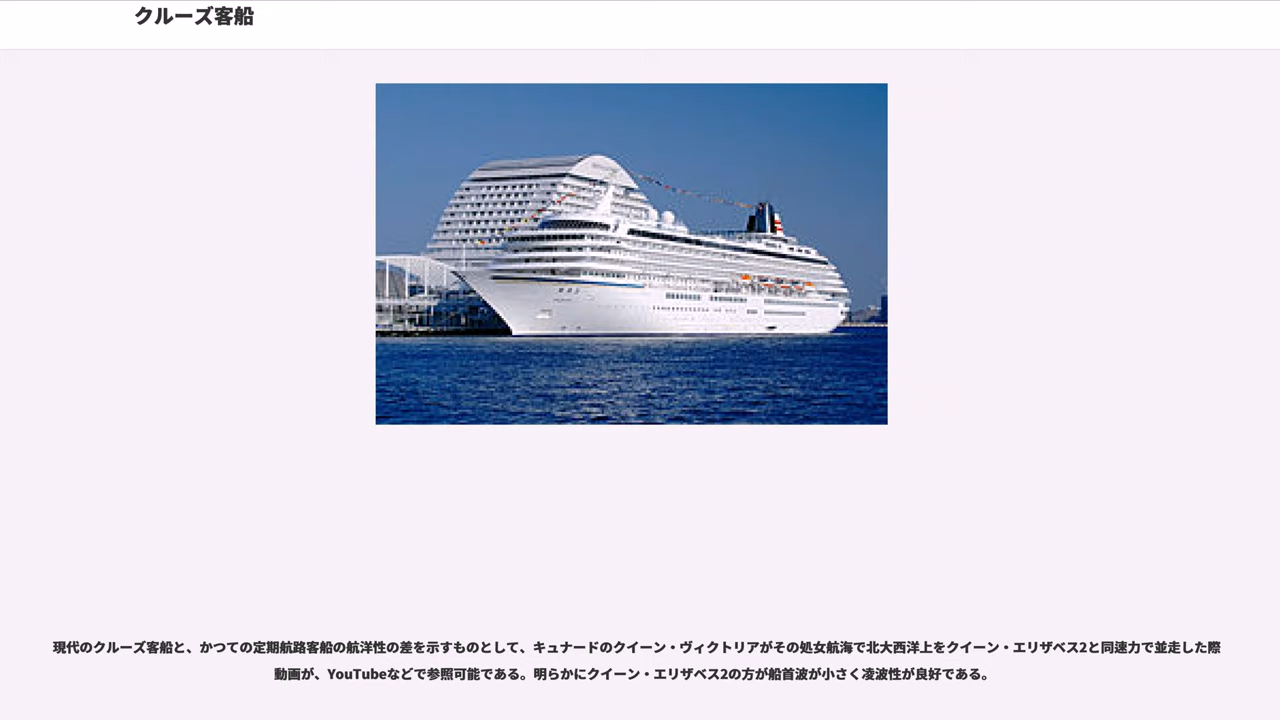 クルーズ客船
現代のクルーズ客船と、かつての定期航路客船の航洋性の差を示すものとして、キュナードのクイーン・ヴィクトリアがその処女航海で北大西洋上をクイーン・エリザベス2と同速力で並走した際
動画が、YouTubeなどで参照可能である。明らかにクイーン・エリザベス2の方が船首波が小さく凌波性が良好である。